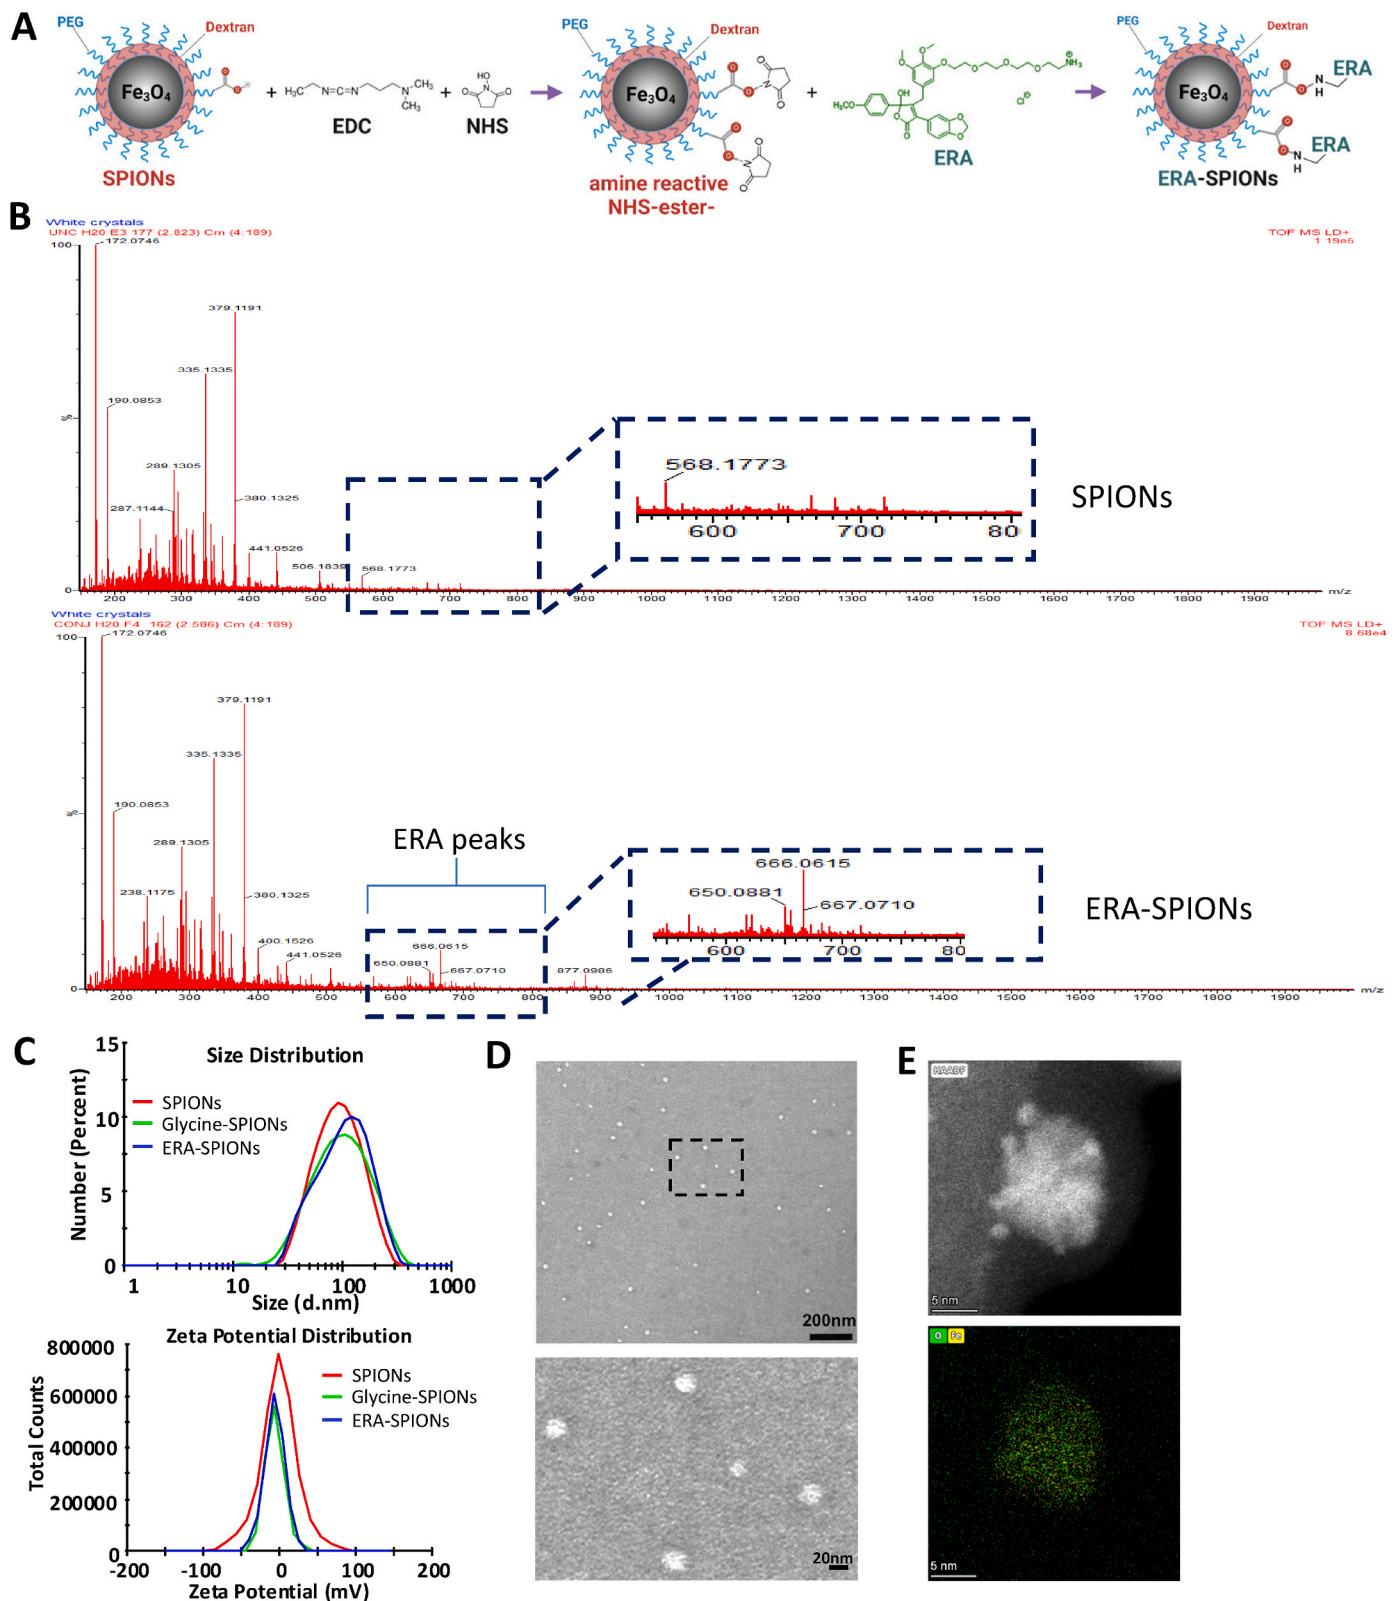 A
PEG
Dextran
Fe3O4
SPIONs
+
H3C
N=C=N
N
CH3
CH3
EDC
+
HO
N
O
O
NHS
PEG
Dextran
Fe3O4
amine reactive
NHS-ester-
+
OH
CH3O
NH3
Cl
ERA
PEG
Dextran
Fe3O4
ERA
N
H
ERA
N
H
ERA-SPIONs
B
White crystals
UNC H20 E3 177 (2.823) Cm (4:189)
TOF MS LD+
1.19e5
100
172.0746
379.1191
335.1335
190.0853
%
289.1305
380.1325
287.1144
441.0526
506.1839
568.1773
0
200 300 400 500 600 700 800 900 1000 1100 1200 1300 1400 1500 1600 1700 1800 1900
m/z
568.1773
600 700 80
SPIONs
White crystals
CONJ H20 F4 162 (2.586) Cm (4:189)
TOF MS LD+
8.68e4
100
172.0746
379.1191
335.1335
190.0853
%
289.1305
238.1175
380.1325
400.1526
441.0526
ERA peaks
666.0615
650.0881
667.0710
877.0986
0
200 300 400 500 600 700 800 900 1000 1100 1200 1300 1400 1500 1600 1700 1800 1900
m/z
666.0615
650.0881
667.0710
600 700 80
ERA-SPIONs
C
Size Distribution
Number (Percent)
15
10
5
0
SPIONs
Glycine-SPIONs
ERA-SPIONs
1 10 100 1000
Size (d.nm)
Zeta Potential Distribution
Total Counts
800000
600000
400000
200000
0
SPIONs
Glycine-SPIONs
ERA-SPIONs
-200 -100 0 100 200
Zeta Potential (mV)
D
200nm
20nm
E
HAADF
5 nm
O Fe
5 nm